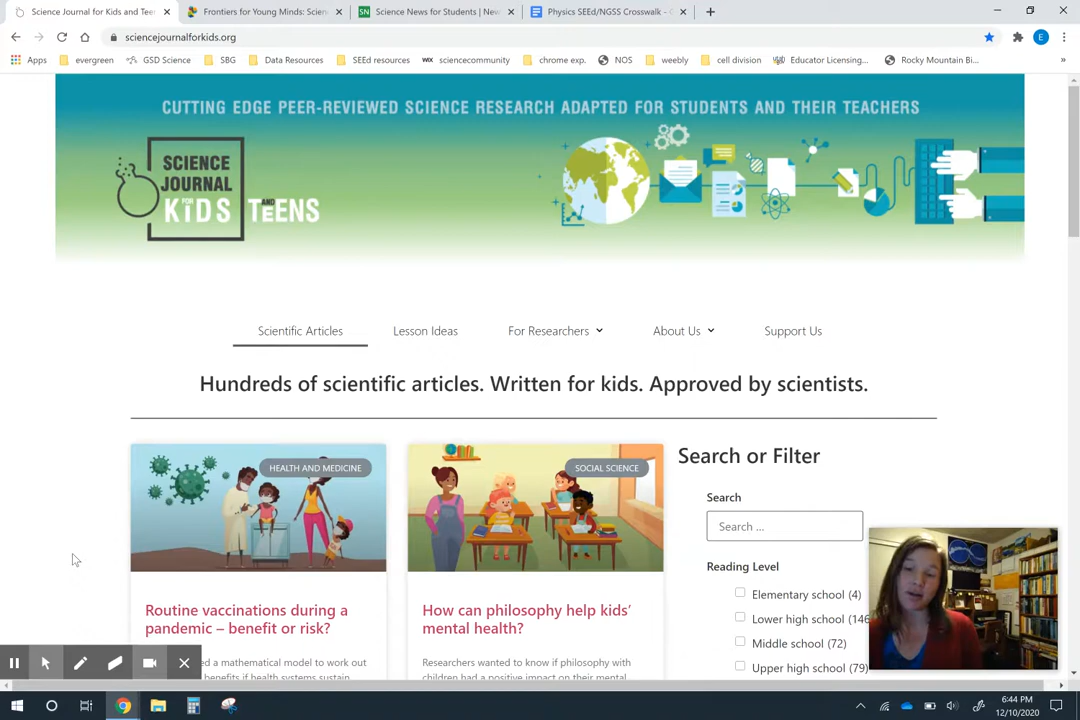 Science Journal for Kids and Tee
Frontiers for Young Minds: Scien
SN Science News for Students | New
Physics SEEd/NGSS Crosswalk - G
sciencejournalforkids.org
E
Apps evergreen GSD Science SBG Data Resources SEEd resources WIX sciencecommunity chrome exp. NOS weebly cell division Educator Licensing... Rocky Mountain Bi... »
CUTTING EDGE PEER-REVIEWED SCIENCE RESEARCH ADAPTED FOR STUDENTS AND THEIR TEACHERS
SCIENCE
JOURNAL
FOR KIDS AND TEENS
Scientific Articles Lesson Ideas For Researchers About Us Support Us
Hundreds of scientific articles. Written for kids. Approved by scientists.
HEALTH AND MEDICINE
SOCIAL SCIENCE
Routine vaccinations during a
pandemic – benefit or risk?
ed a mathematical model to work out
benefits if health systems sustain
How can philosophy help kids'
mental health?
Researchers wanted to know if philosophy with
children had a positive impact on their mental
Search or Filter
Search
Search ...
Reading Level
Elementary school (4)
Lower high school (146
Middle school (72)
Upper high school (79)
6:44 PM
12/10/2020